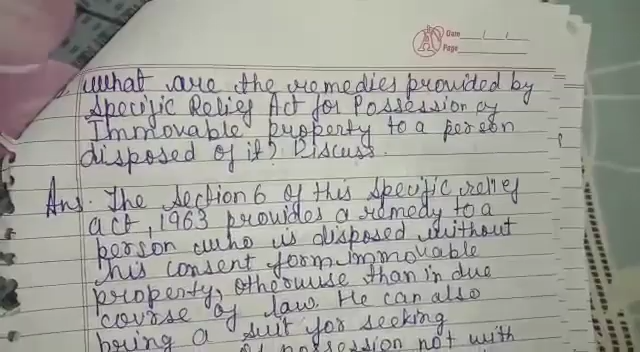 Date
Page
What are the remedies provided by
Specific Relief Act for Possession of
Immovable property to a person
disposed of it? Discuss.
Ans. The Section 6 of this Specific relief
act, 1963 provides a remedy to a
person who is disposed without
his consent form immovable
property, otherwise than in due
course of law. He can also
bring a suit for seeking
of possession not with